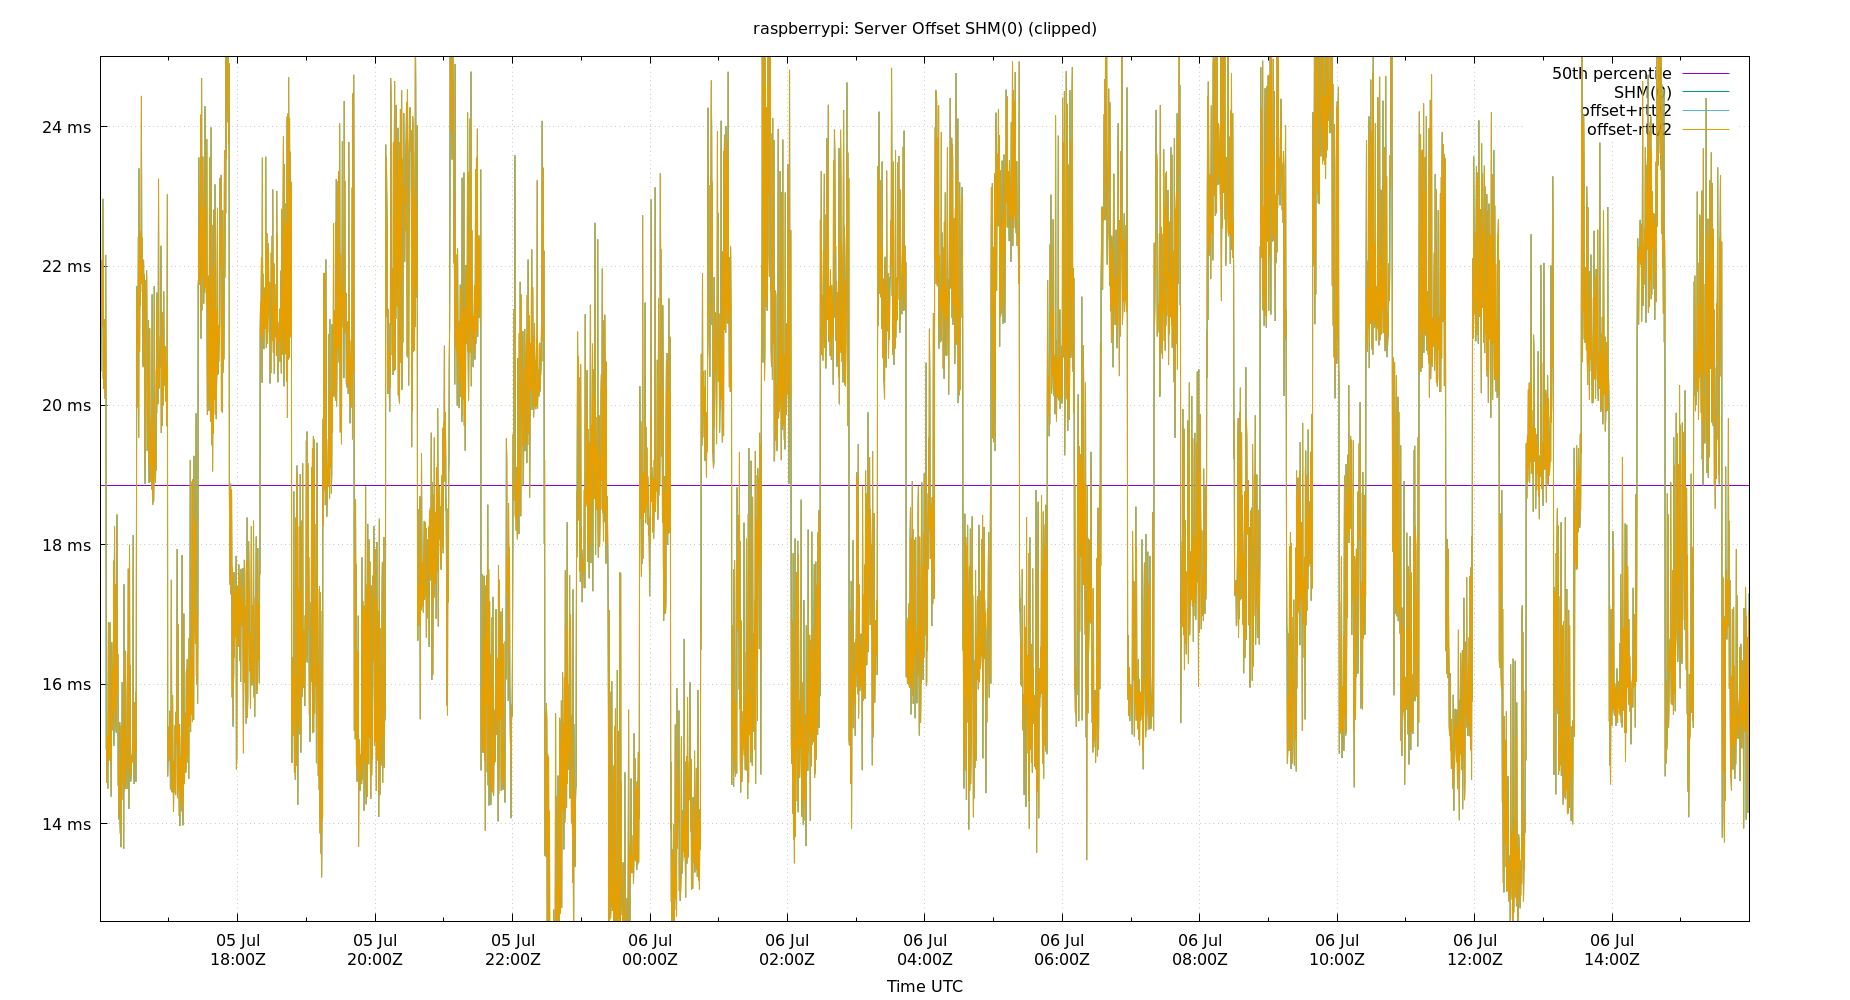 raspberrypi: Server Offset SHM(0) (clipped)
50th percentile
SHM(0)
offset+rtt/2
offset-rtt/2
24 ms
22 ms
20 ms
18 ms
16 ms
14 ms
05 Jul 05 Jul 05 Jul 06 Jul 06 Jul 06 Jul 06 Jul 06 Jul 06 Jul 06 Jul 06 Jul
18:00Z 20:00Z 22:00Z 00:00Z 02:00Z 04:00Z 06:00Z 08:00Z 10:00Z 12:00Z 14:00Z
Time UTC